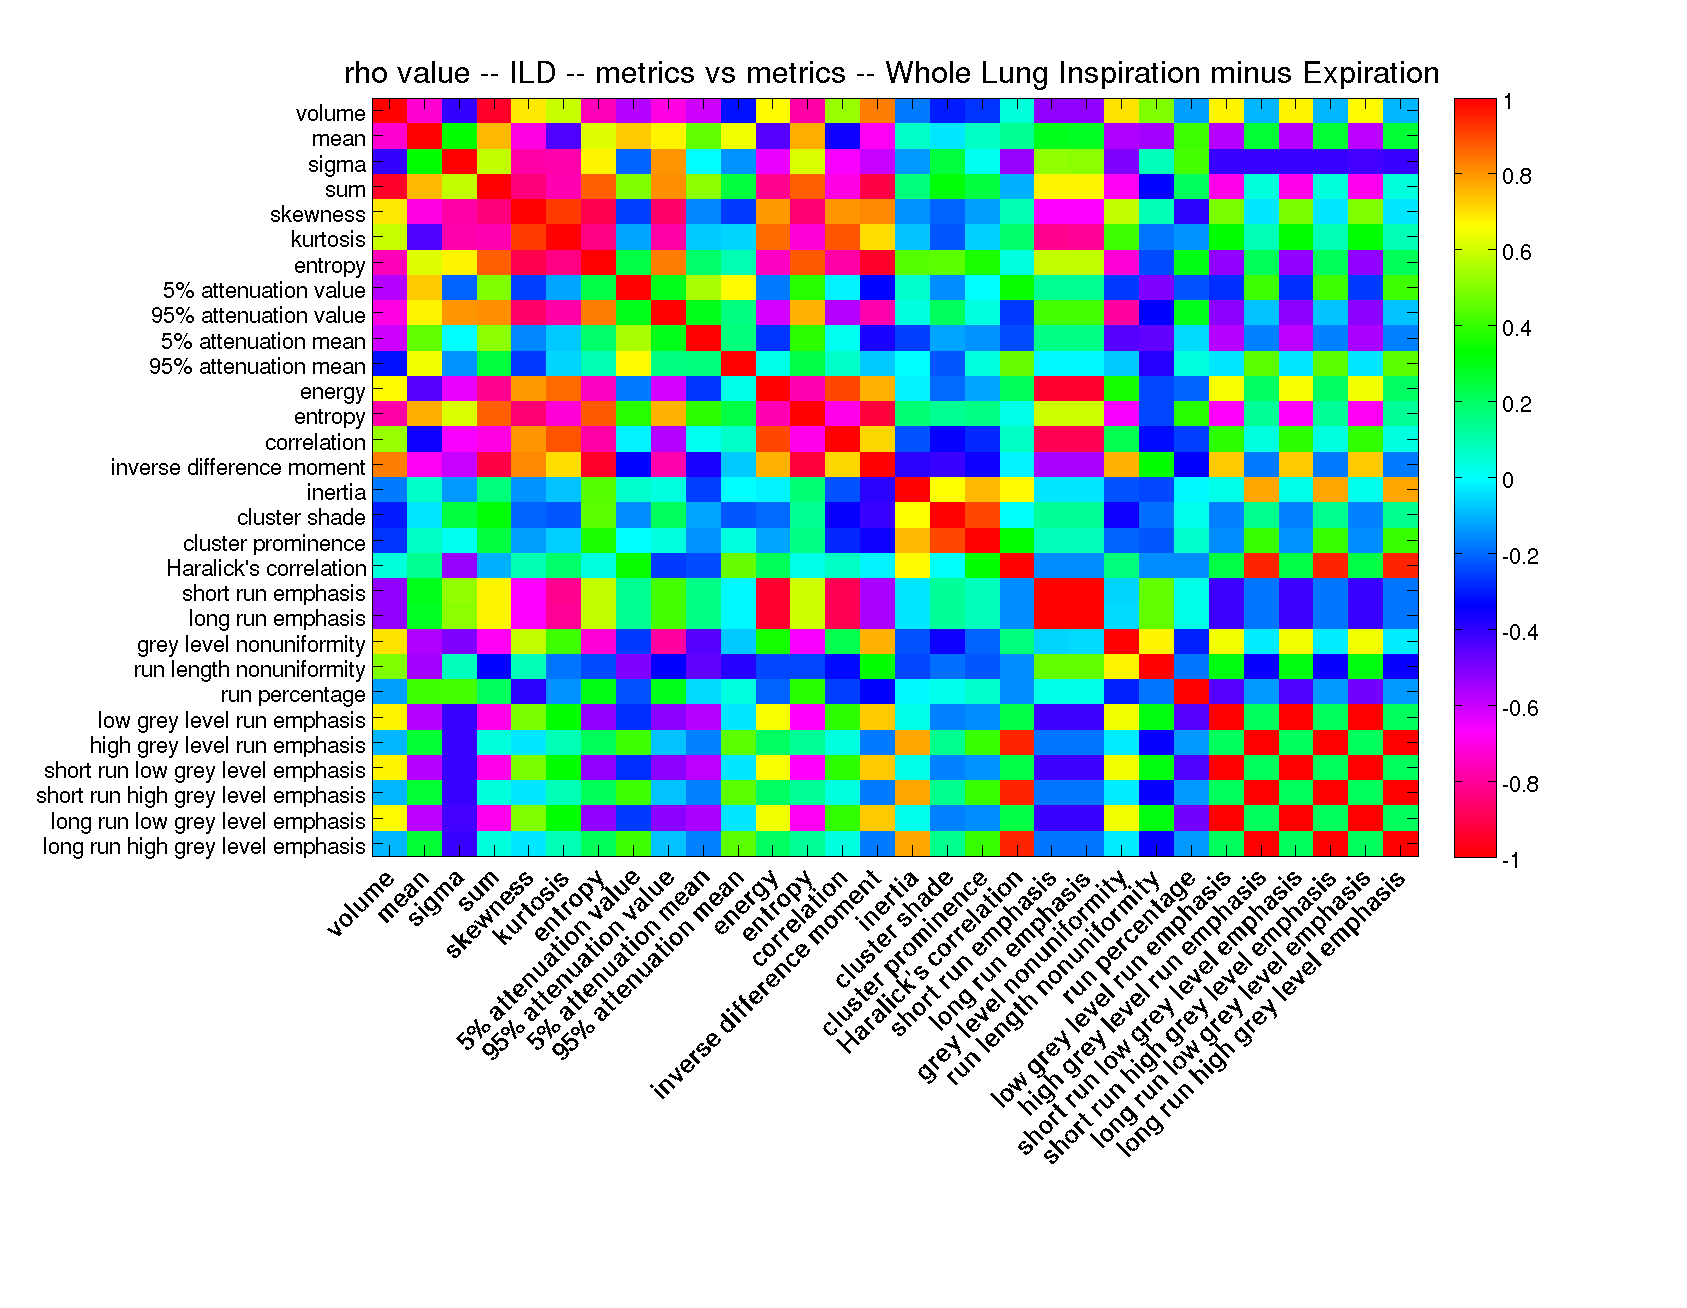 rho value -- ILD -- metrics vs metrics -- Whole Lung Inspiration minus Expiration
volume
mean
sigma
sum
skewness
kurtosis
entropy
5% attenuation value
95% attenuation value
5% attenuation mean
95% attenuation mean
energy
entropy
correlation
inverse difference moment
inertia
cluster shade
cluster prominence
Haralick's correlation
short run emphasis
long run emphasis
grey level nonuniformity
run length nonuniformity
run percentage
low grey level run emphasis
high grey level run emphasis
short run low grey level emphasis
short run high grey level emphasis
long run low grey level emphasis
long run high grey level emphasis
volume
mean
sigma
sum
skewness
kurtosis
entropy
5% attenuation value
95% attenuation value
5% attenuation mean
95% attenuation mean
energy
entropy
correlation
inverse difference moment
inertia
cluster shade
cluster prominence
Haralick's correlation
short run emphasis
long run emphasis
grey level nonuniformity
run length nonuniformity
run percentage
low grey level run emphasis
high grey level run emphasis
short run low grey level emphasis
short run high grey level emphasis
long run low grey level emphasis
long run high grey level emphasis
1
0.8
0.6
0.4
0.2
0
-0.2
-0.4
-0.6
-0.8
-1